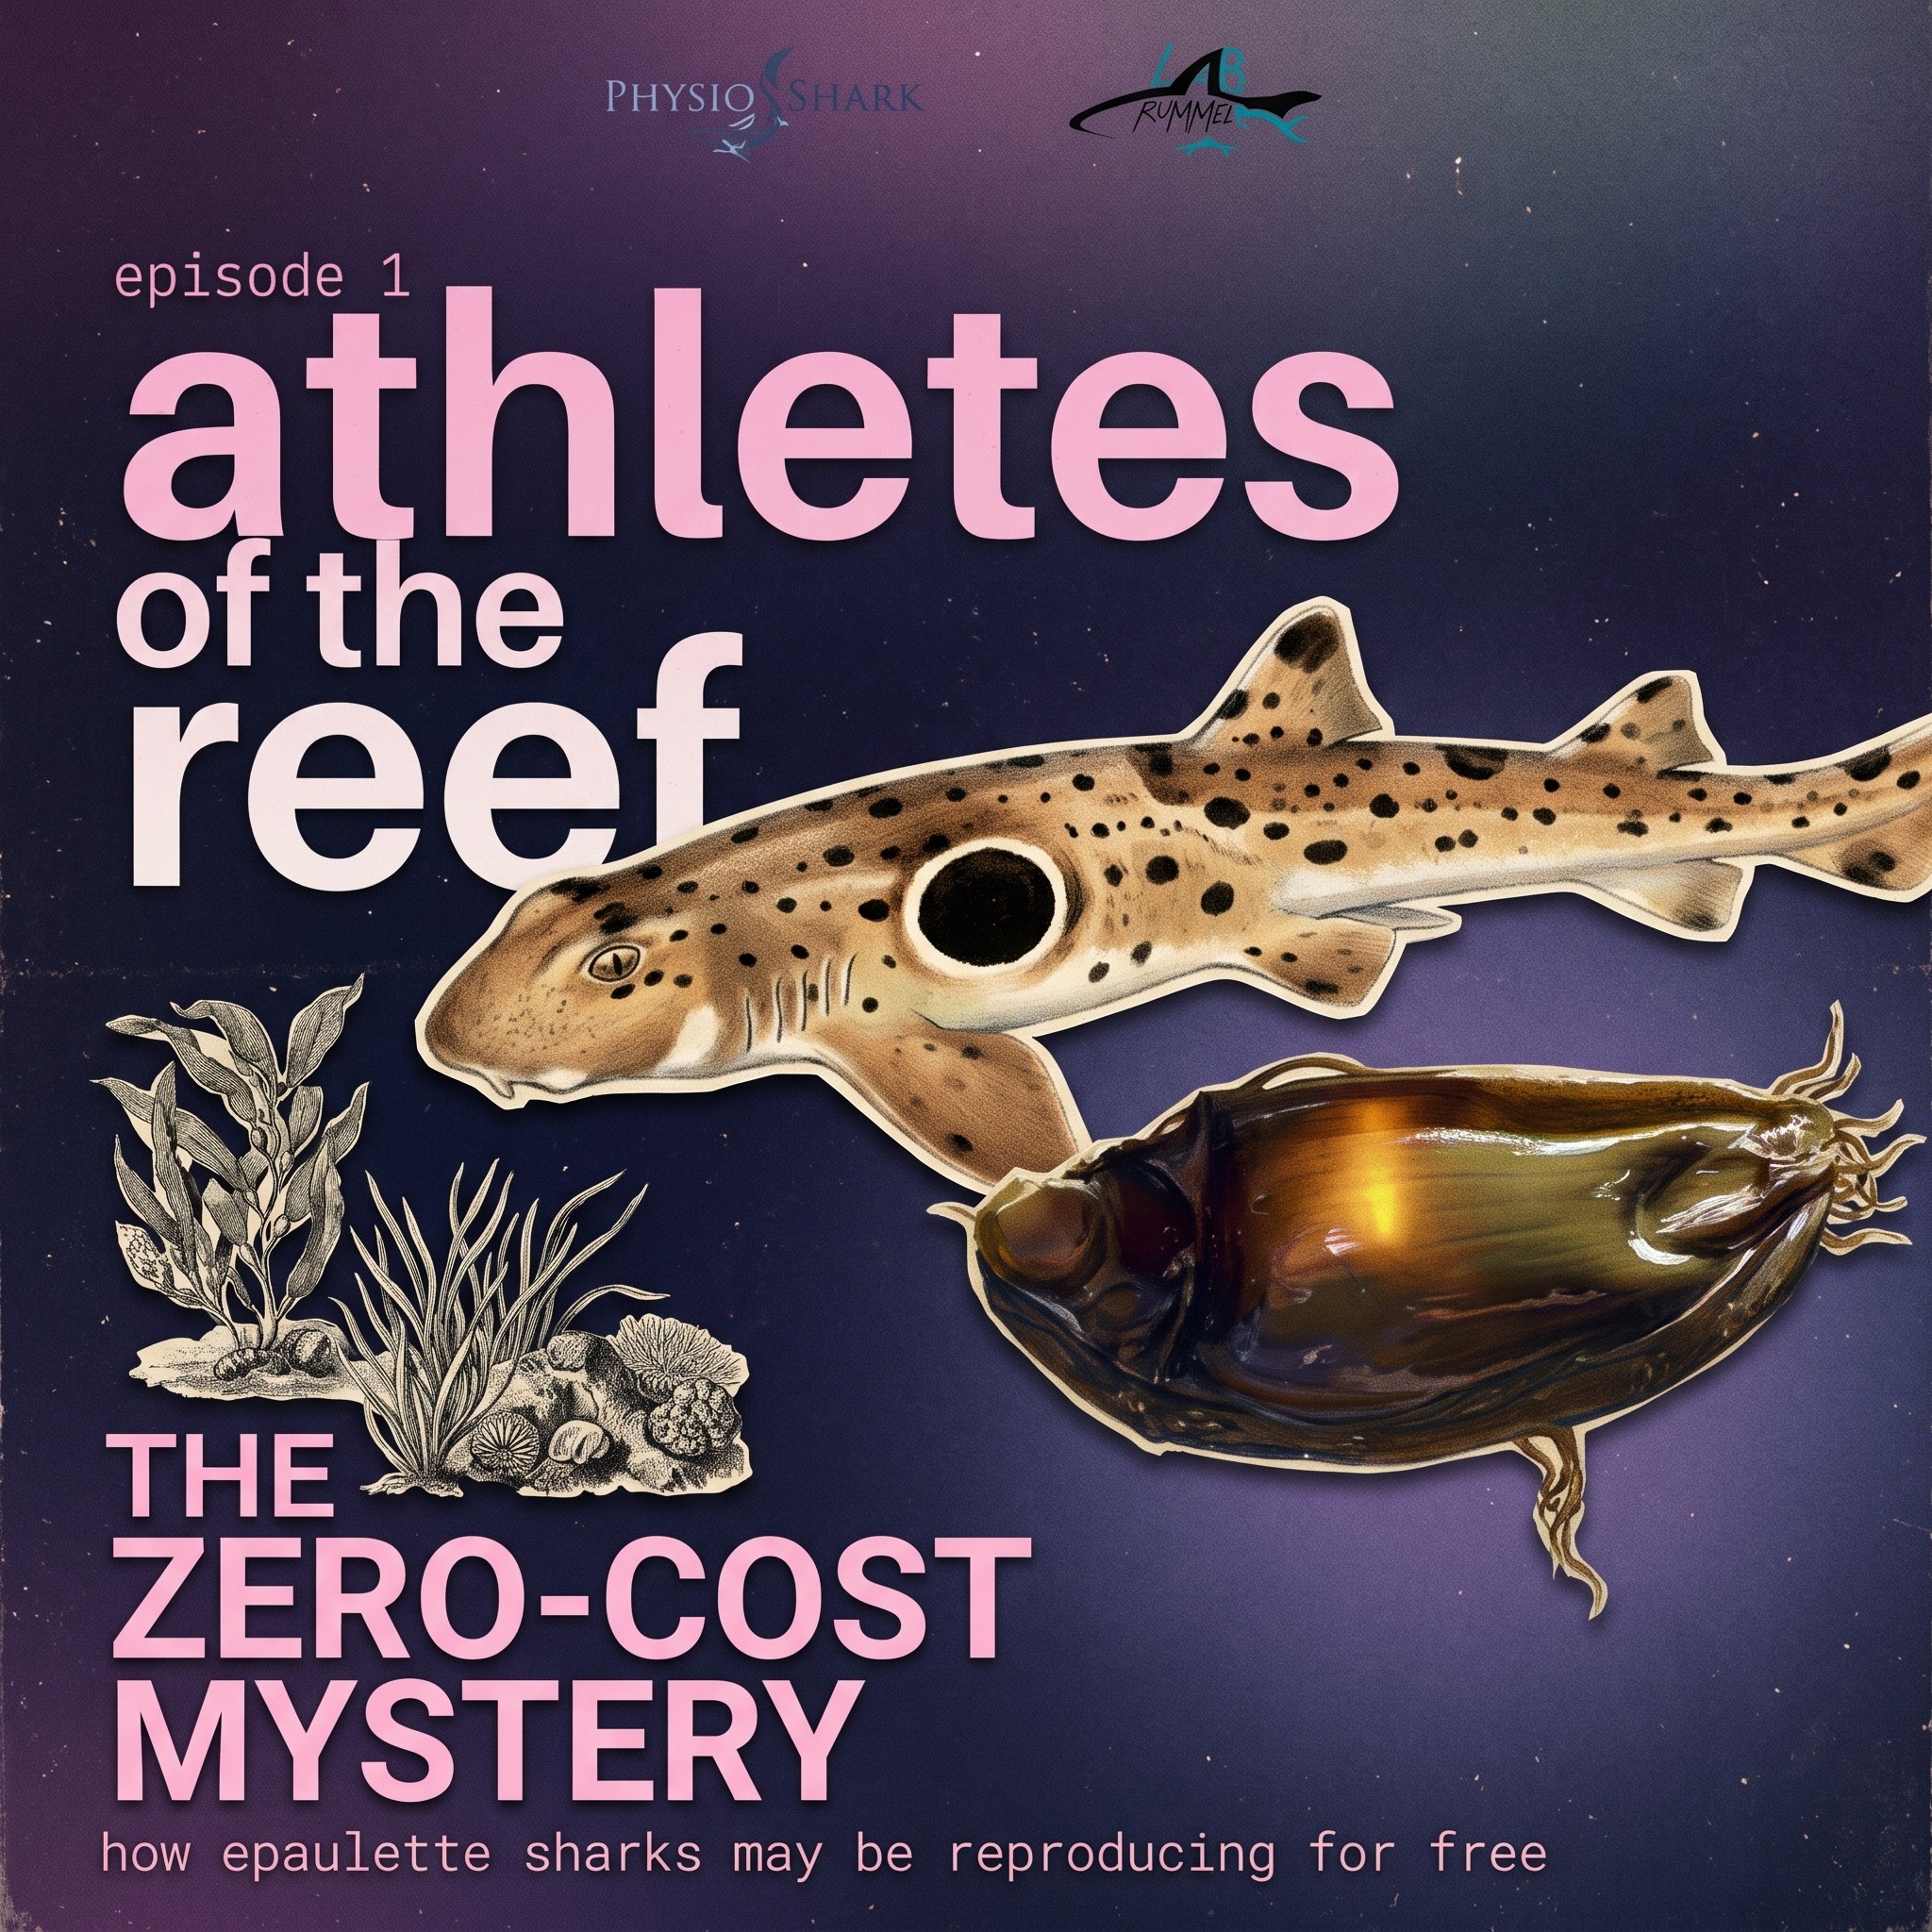 PHYSIO SHARK
LAB
RUMMEL
episode 1
athletes
of the
reef
THE
ZERO-COST
MYSTERY
how epaulette sharks may be reproducing for free